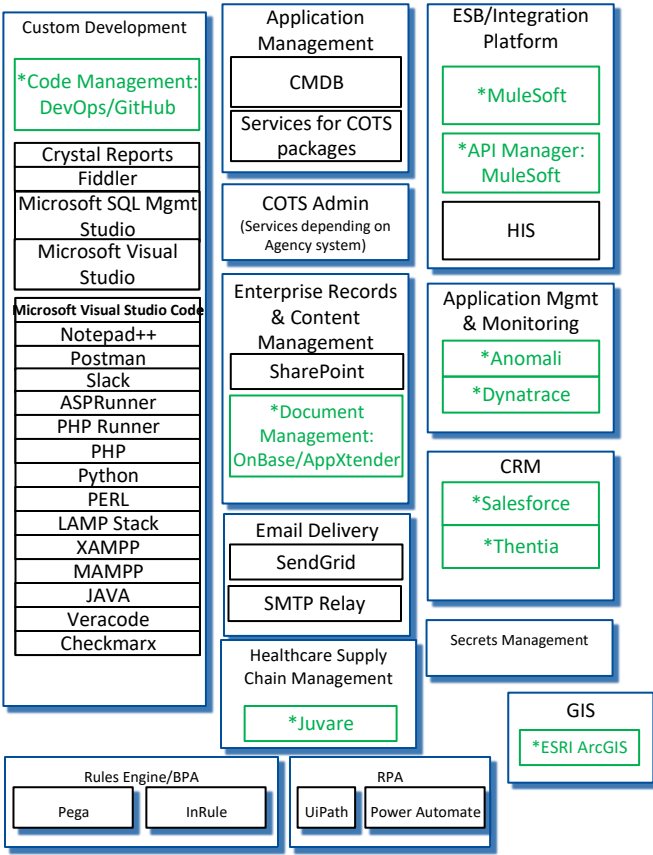 Custom Development
*Code Management:
DevOps/GitHub
Crystal Reports
Fiddler
Microsoft SQL Mgmt
Studio
Microsoft Visual
Studio
Microsoft Visual Studio Code
Notepad++
Postman
Slack
ASPRunner
PHP Runner
PHP
Python
PERL
LAMP Stack
XAMPP
MAMPP
JAVA
Veracode
Checkmarx
Application
Management
CMDB
Services for COTS
packages
COTS Admin
(Services depending on
Agency system)
Enterprise Records
& Content
Management
SharePoint
*Document
Management:
OnBase/AppXtender
Email Delivery
SendGrid
SMTP Relay
Healthcare Supply
Chain Management
*Juvare
ESB/Integration
Platform
*MuleSoft
*API Manager:
MuleSoft
HIS
Application Mgmt
& Monitoring
*Anomali
*Dynatrace
CRM
*Salesforce
*Thentia
Secrets Management
GIS
*ESRI ArcGIS
Rules Engine/BPA
Pega
InRule
RPA
UiPath
Power Automate